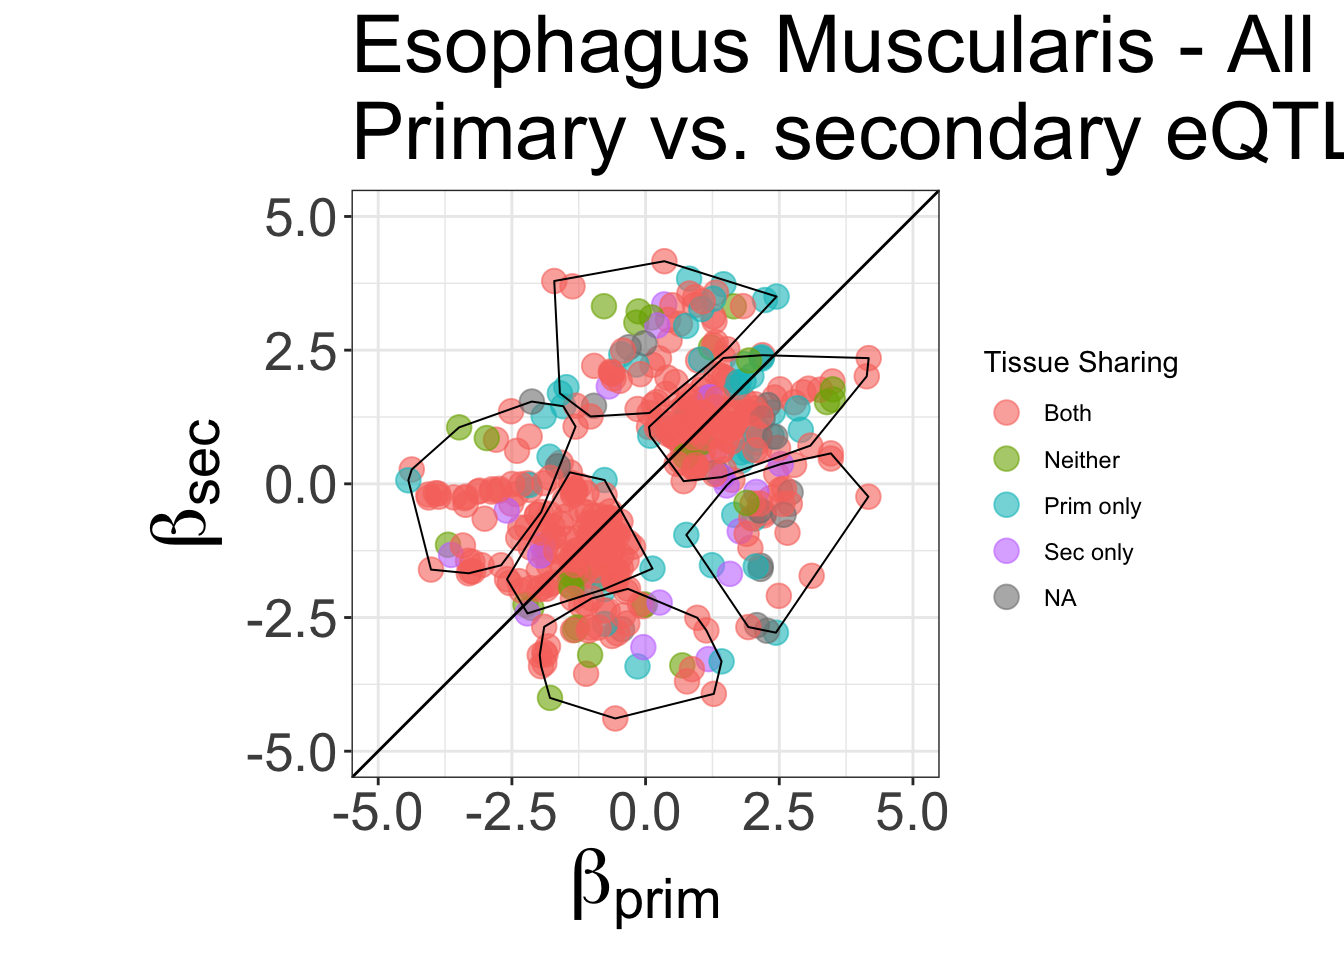 Esophagus Muscularis - All
Primary vs. secondary eQTL
5.0
2.5
0.0
-2.5
-5.0
βsec
-5.0 -2.5 0.0 2.5 5.0
βprim
Tissue Sharing
Both
Neither
Prim only
Sec only
NA